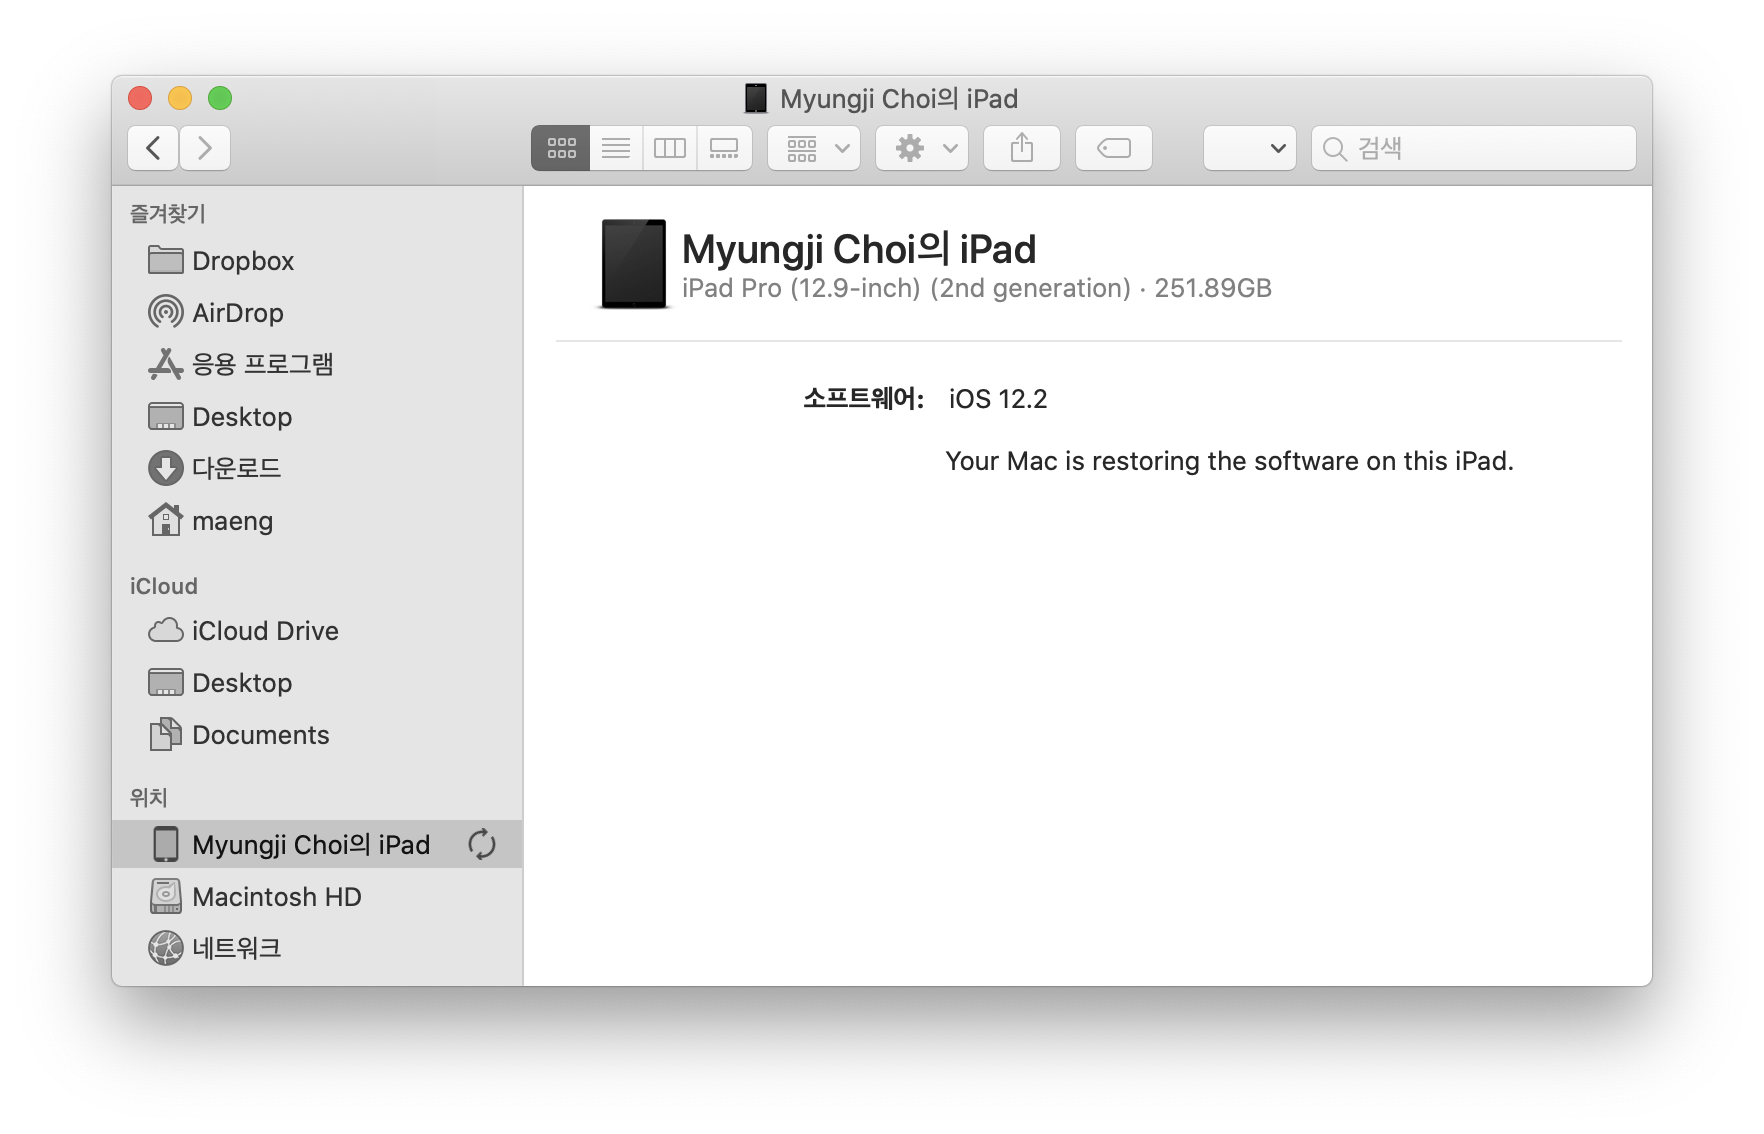 Myungji Choi의 iPad
검색
즐겨찾기
Dropbox
AirDrop
응용 프로그램
Desktop
다운로드
maeng
iCloud
iCloud Drive
Desktop
Documents
위치
Myungji Choi의 iPad
Macintosh HD
네트워크
Myungji Choi의 iPad
iPad Pro (12.9-inch) (2nd generation) · 251.89GB
소프트웨어: iOS 12.2
Your Mac is restoring the software on this iPad.